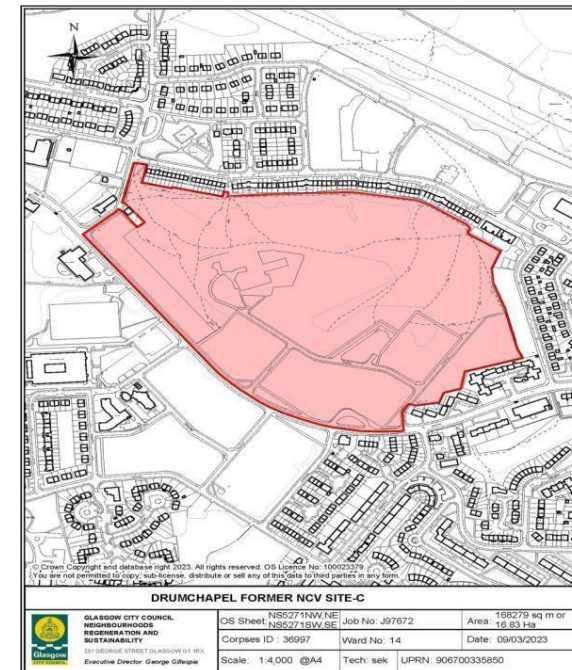 N
© Crown Copyright and database right 2023. All rights reserved. OS Licence No. 100023379
You are not permitted to copy, sub-license, distribute or sell any of this data to third parties in any form.
DRUMCHAPEL FORMER NCV SITE-C
GLASGOW CITY COUNCIL
NEIGHBOURHOODS
REGENERATION AND
SUSTAINABILITY
231 GEORGE STREET,GLASGOW G1 1RX
Executive Director George Gillespie
Glasgow
CITY COUNCIL
OS Sheet NS5271NW,NE
NS5271SW,SE
Job No: J97672
Area: 168279 sq m or
16.83 Ha
Corpses ID : 36997
Ward No: 14
Date: 09/03/2023
Scale: 1:4,000 @A4
Tech: sek
UPRN: 906700335850